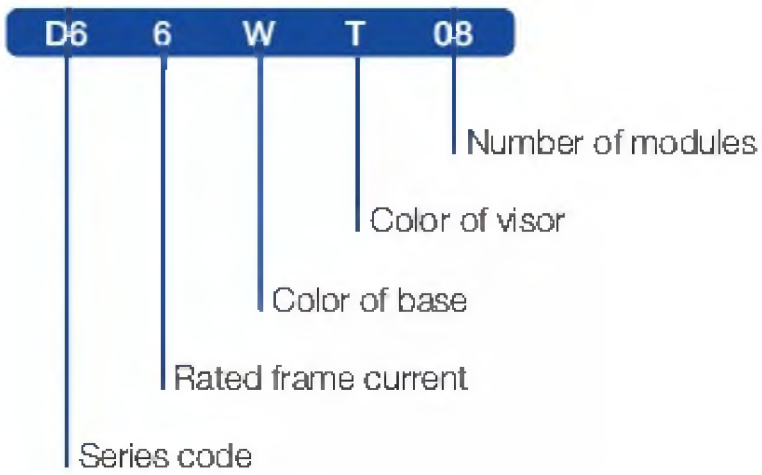 D6 6 W T 08
Number of modules
Color of visor
Color of base
Rated frame current
Series code